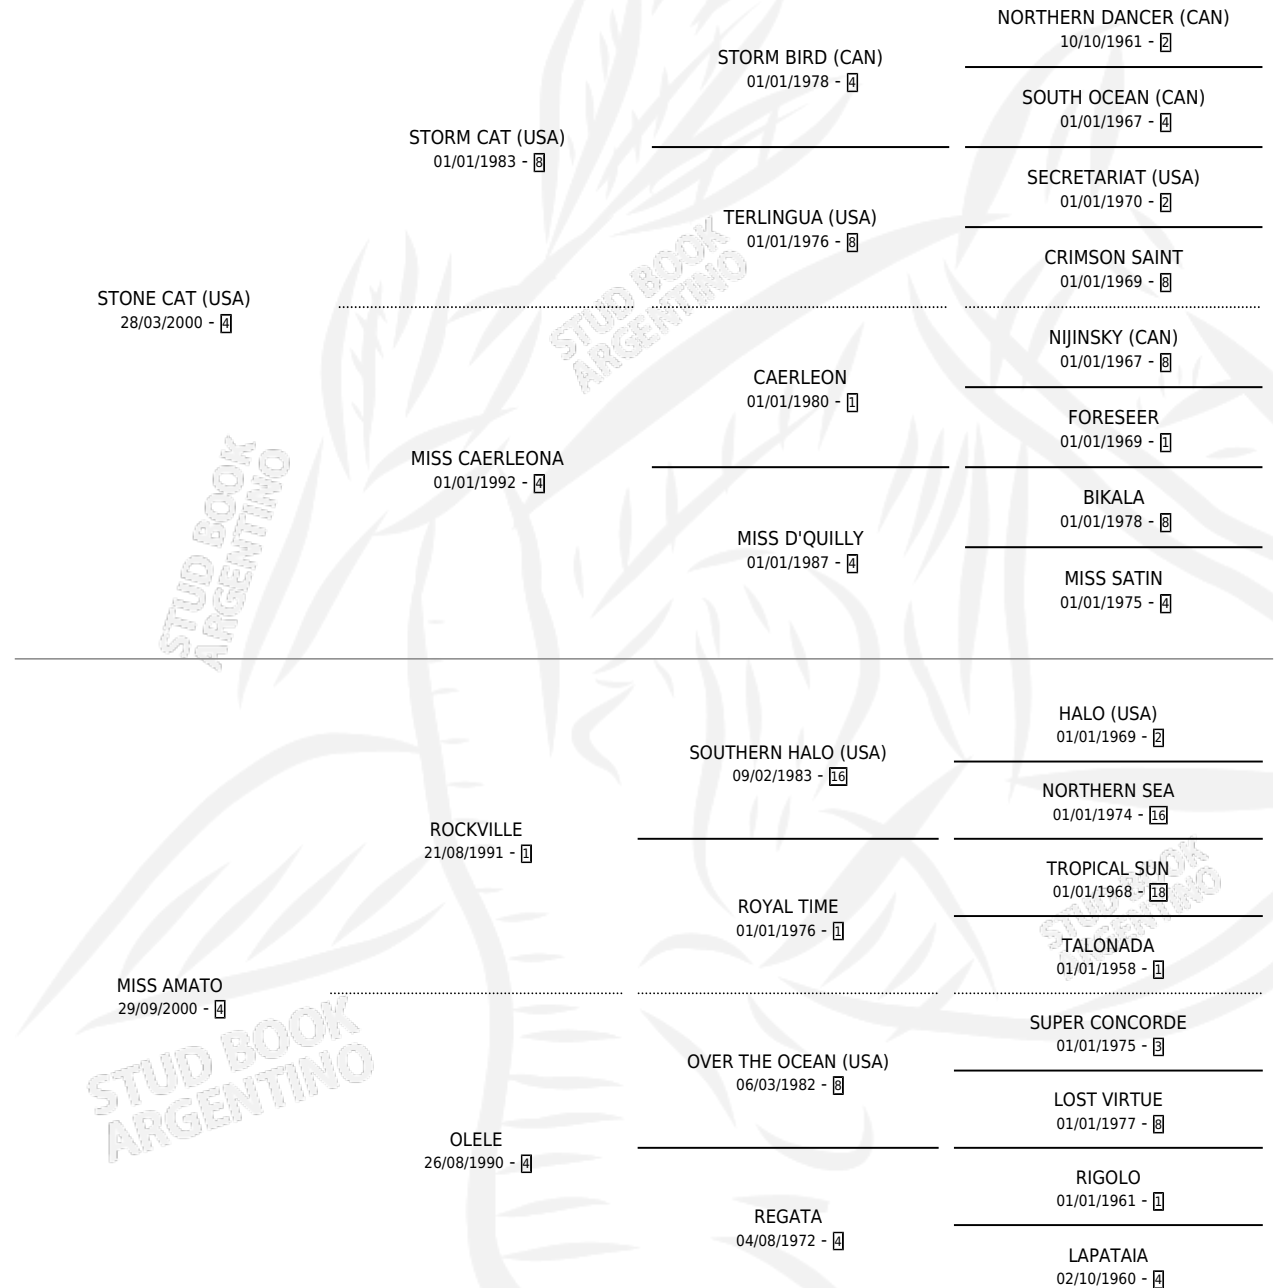 NORTHERN DANCER (CAN)
10/10/1961 - 2
STORM BIRD (CAN)
01/01/1978 - 4
SOUTH OCEAN (CAN)
01/01/1967 - 4
STORM CAT (USA)
01/01/1983 - 8
SECRETARIAT (USA)
01/01/1970 - 2
TERLINGUA (USA)
01/01/1976 - 8
CRIMSON SAINT
01/01/1969 - 8
STONE CAT (USA)
28/03/2000 - 4
NIJINSKY (CAN)
01/01/1967 - 8
CAERLEON
01/01/1980 - 1
FORESEER
01/01/1969 - 1
MISS CAERLEONA
01/01/1992 - 4
BIKALA
01/01/1978 - 8
MISS D'QUILLY
01/01/1987 - 4
MISS SATIN
01/01/1975 - 4
HALO (USA)
01/01/1969 - 2
SOUTHERN HALO (USA)
09/02/1983 - 16
NORTHERN SEA
01/01/1974 - 16
ROCKVILLE
21/08/1991 - 1
TROPICAL SUN
01/01/1968 - 18
ROYAL TIME
01/01/1976 - 1
TALONADA
01/01/1958 - 1
MISS AMATO
29/09/2000 - 4
SUPER CONCORDE
01/01/1975 - 3
OVER THE OCEAN (USA)
06/03/1982 - 8
LOST VIRTUE
01/01/1977 - 8
OLELE
26/08/1990 - 4
RIGOLO
01/01/1961 - 1
REGATA
04/08/1972 - 4
LAPATAIA
02/10/1960 - 4
STUD BOOK
ARGENTINO
STUD BOOK
ARGENTINO
STUD BOOK
ARGENTINO
STUD BOOK
ARGENTINO